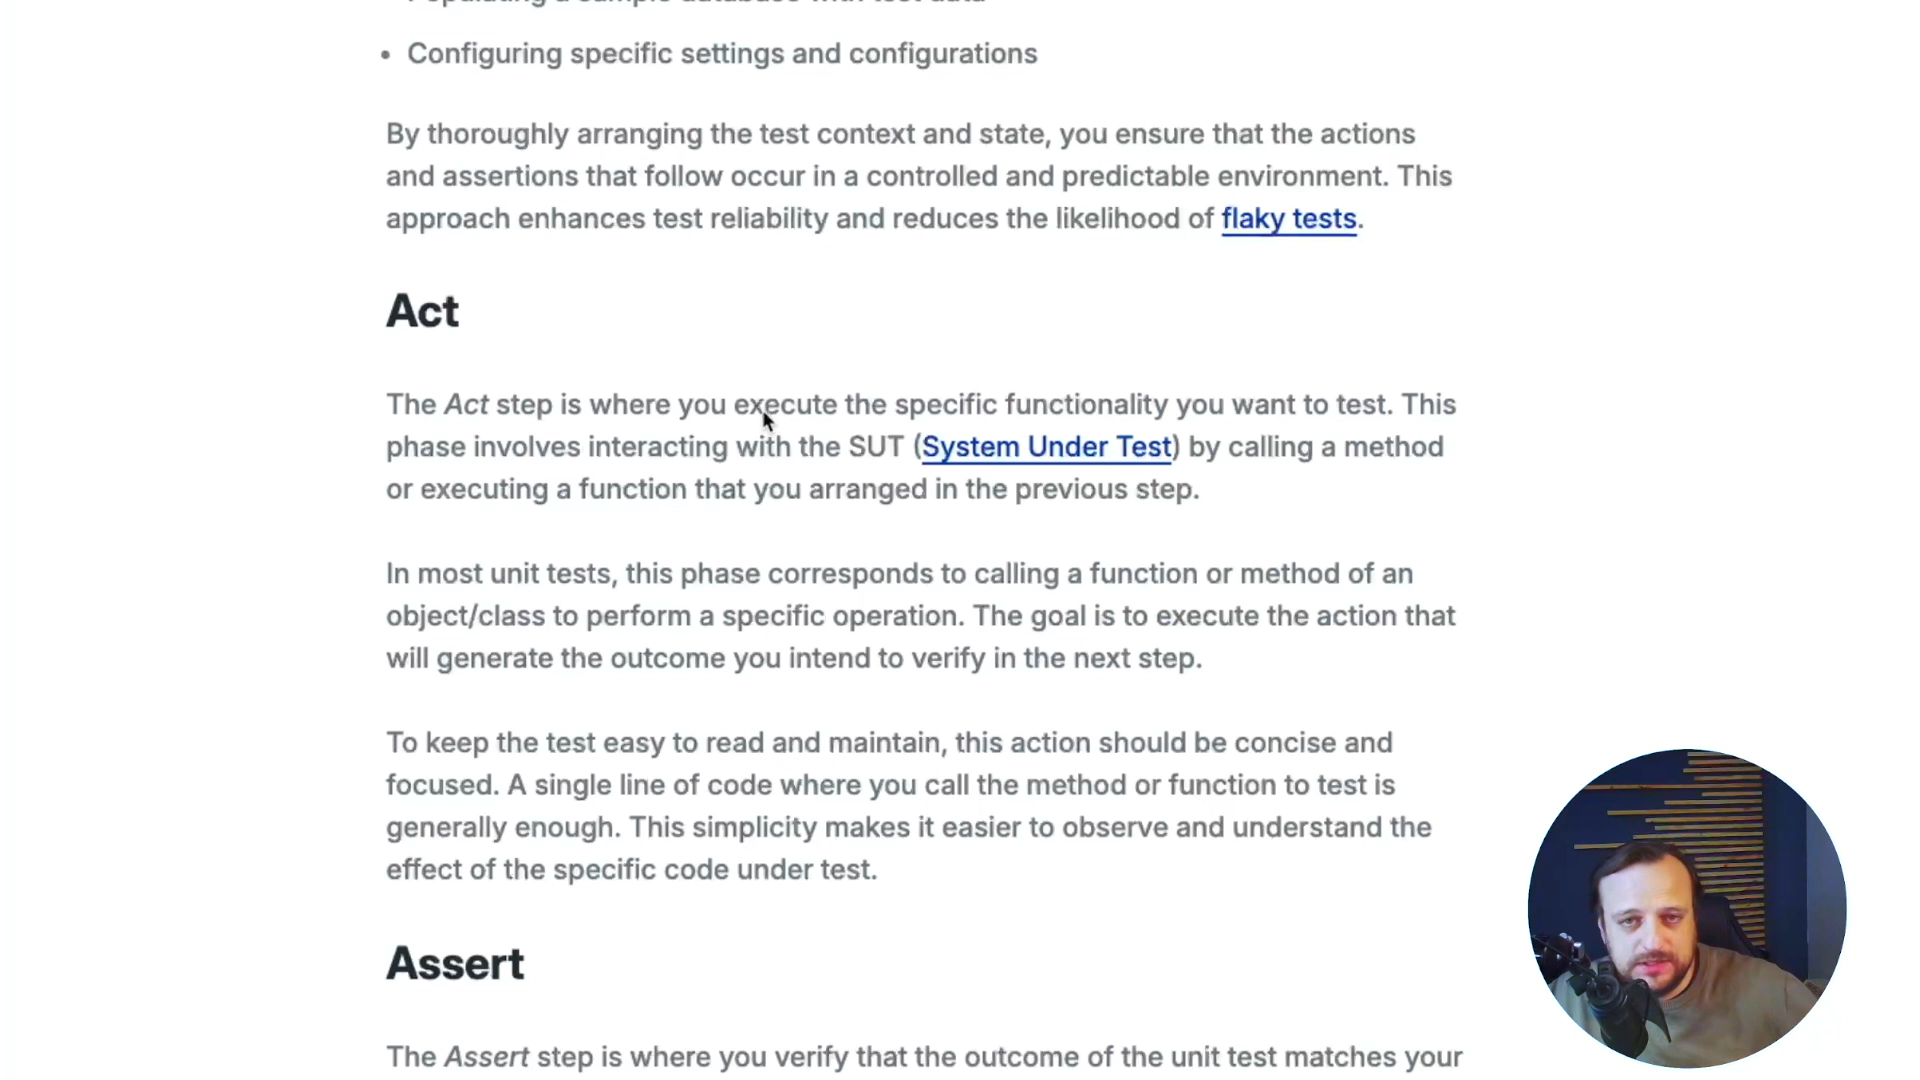 Populating a sample database with test data
• Configuring specific settings and configurations
By thoroughly arranging the test context and state, you ensure that the actions
and assertions that follow occur in a controlled and predictable environment. This
approach enhances test reliability and reduces the likelihood of flaky tests.
Act
The Act step is where you execute the specific functionality you want to test. This
phase involves interacting with the SUT (System Under Test) by calling a method
or executing a function that you arranged in the previous step.
In most unit tests, this phase corresponds to calling a function or method of an
object/class to perform a specific operation. The goal is to execute the action that
will generate the outcome you intend to verify in the next step.
To keep the test easy to read and maintain, this action should be concise and
focused. A single line of code where you call the method or function to test is
generally enough. This simplicity makes it easier to observe and understand the
effect of the specific code under test.
Assert
The Assert step is where you verify that the outcome of the unit test matches your